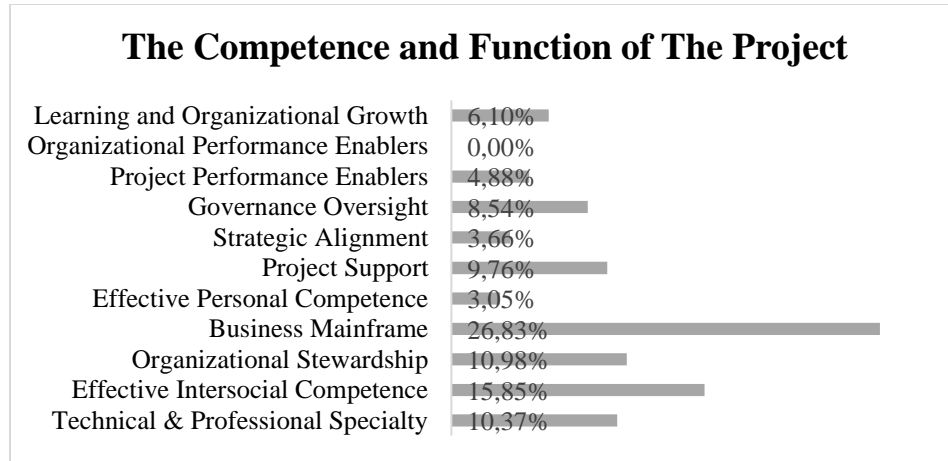 The Competence and Function of The Project
Learning and Organizational Growth 6,10%
Organizational Performance Enablers 0,00%
Project Performance Enablers 4,88%
Governance Oversight 8,54%
Strategic Alignment 3,66%
Project Support 9,76%
Effective Personal Competence 3,05%
Business Mainframe 26,83%
Organizational Stewardship 10,98%
Effective Intersocial Competence 15,85%
Technical & Professional Specialty 10,37%